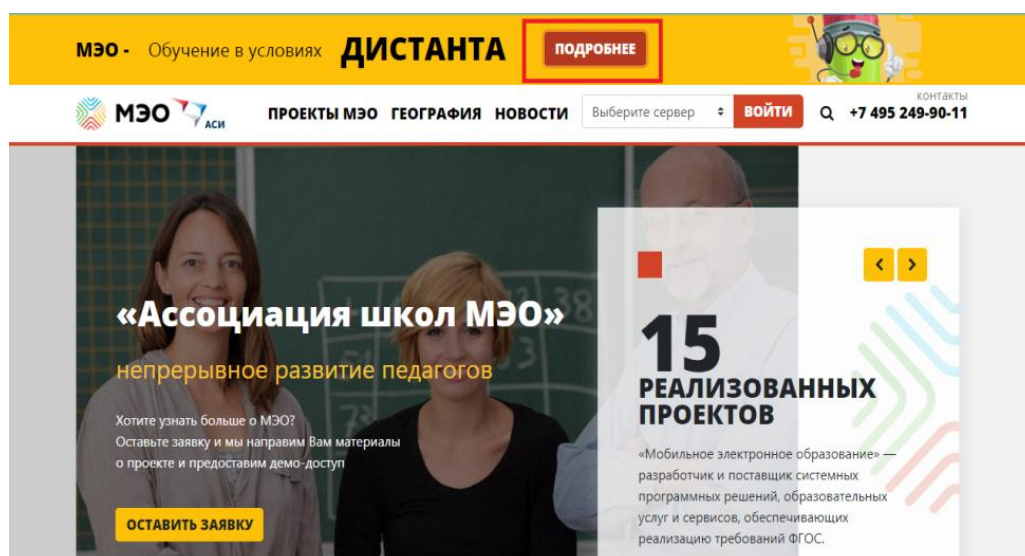 МЭО - Обучение в условиях ДИСТАНТА ПОДРОБНЕЕ
контакты
МЭО АСИ ПРОЕКТЫ МЭО ГЕОГРАФИЯ НОВОСТИ Выберите сервер ВОЙТИ +7 495 249-90-11
«Ассоциация школ МЭО»
непрерывное развитие педагогов
Хотите узнать больше о МЭО?
Оставьте заявку и мы направим Вам материалы
о проекте и предоставим демо-доступ
ОСТАВИТЬ ЗАЯВКУ
15
РЕАЛИЗОВАННЫХ
ПРОЕКТОВ
«Мобильное электронное образование» —
разработчик и поставщик системных
программных решений, образовательных
услуг и сервисов, обеспечивающих
реализацию требований ФГОС.